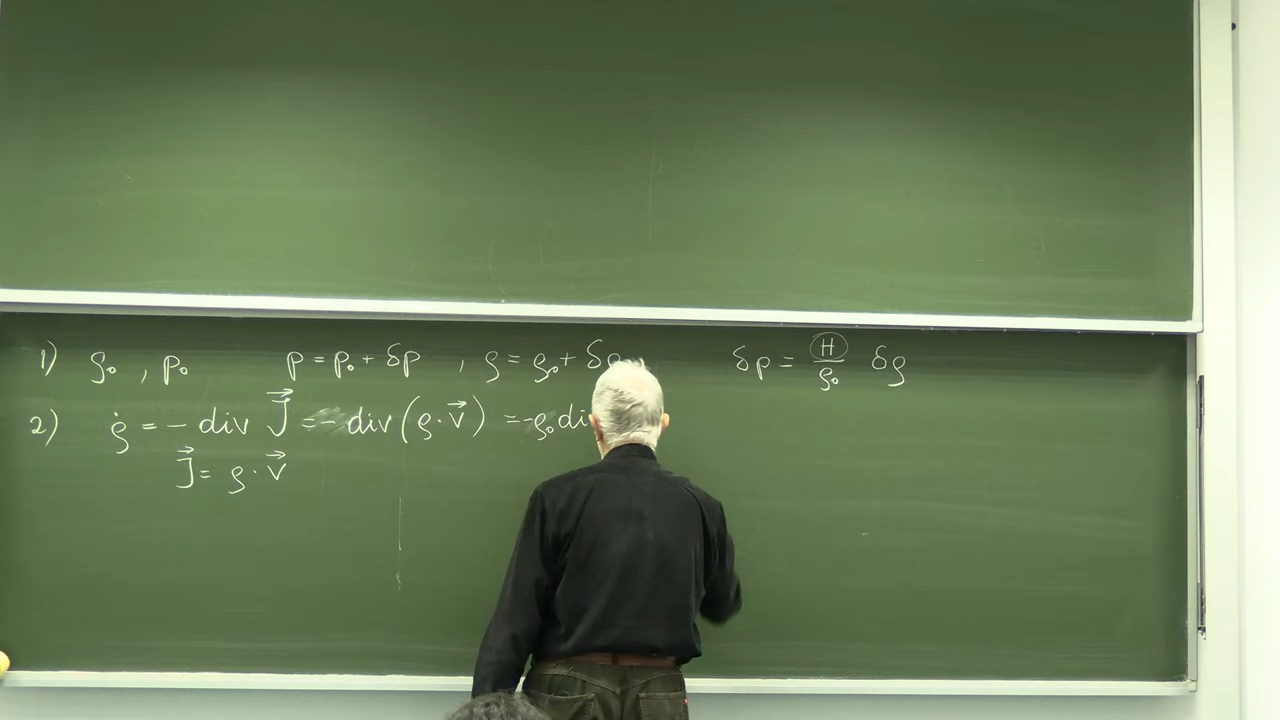 1) ρ₀ , p₀ p = p₀ + δp , ρ = ρ₀ + δρ δp = H/ρ₀ δρ
2) ρ̇ = - div J⃗ = - div (ρ · v⃗) = -ρ₀ di
J⃗ = ρ · v⃗